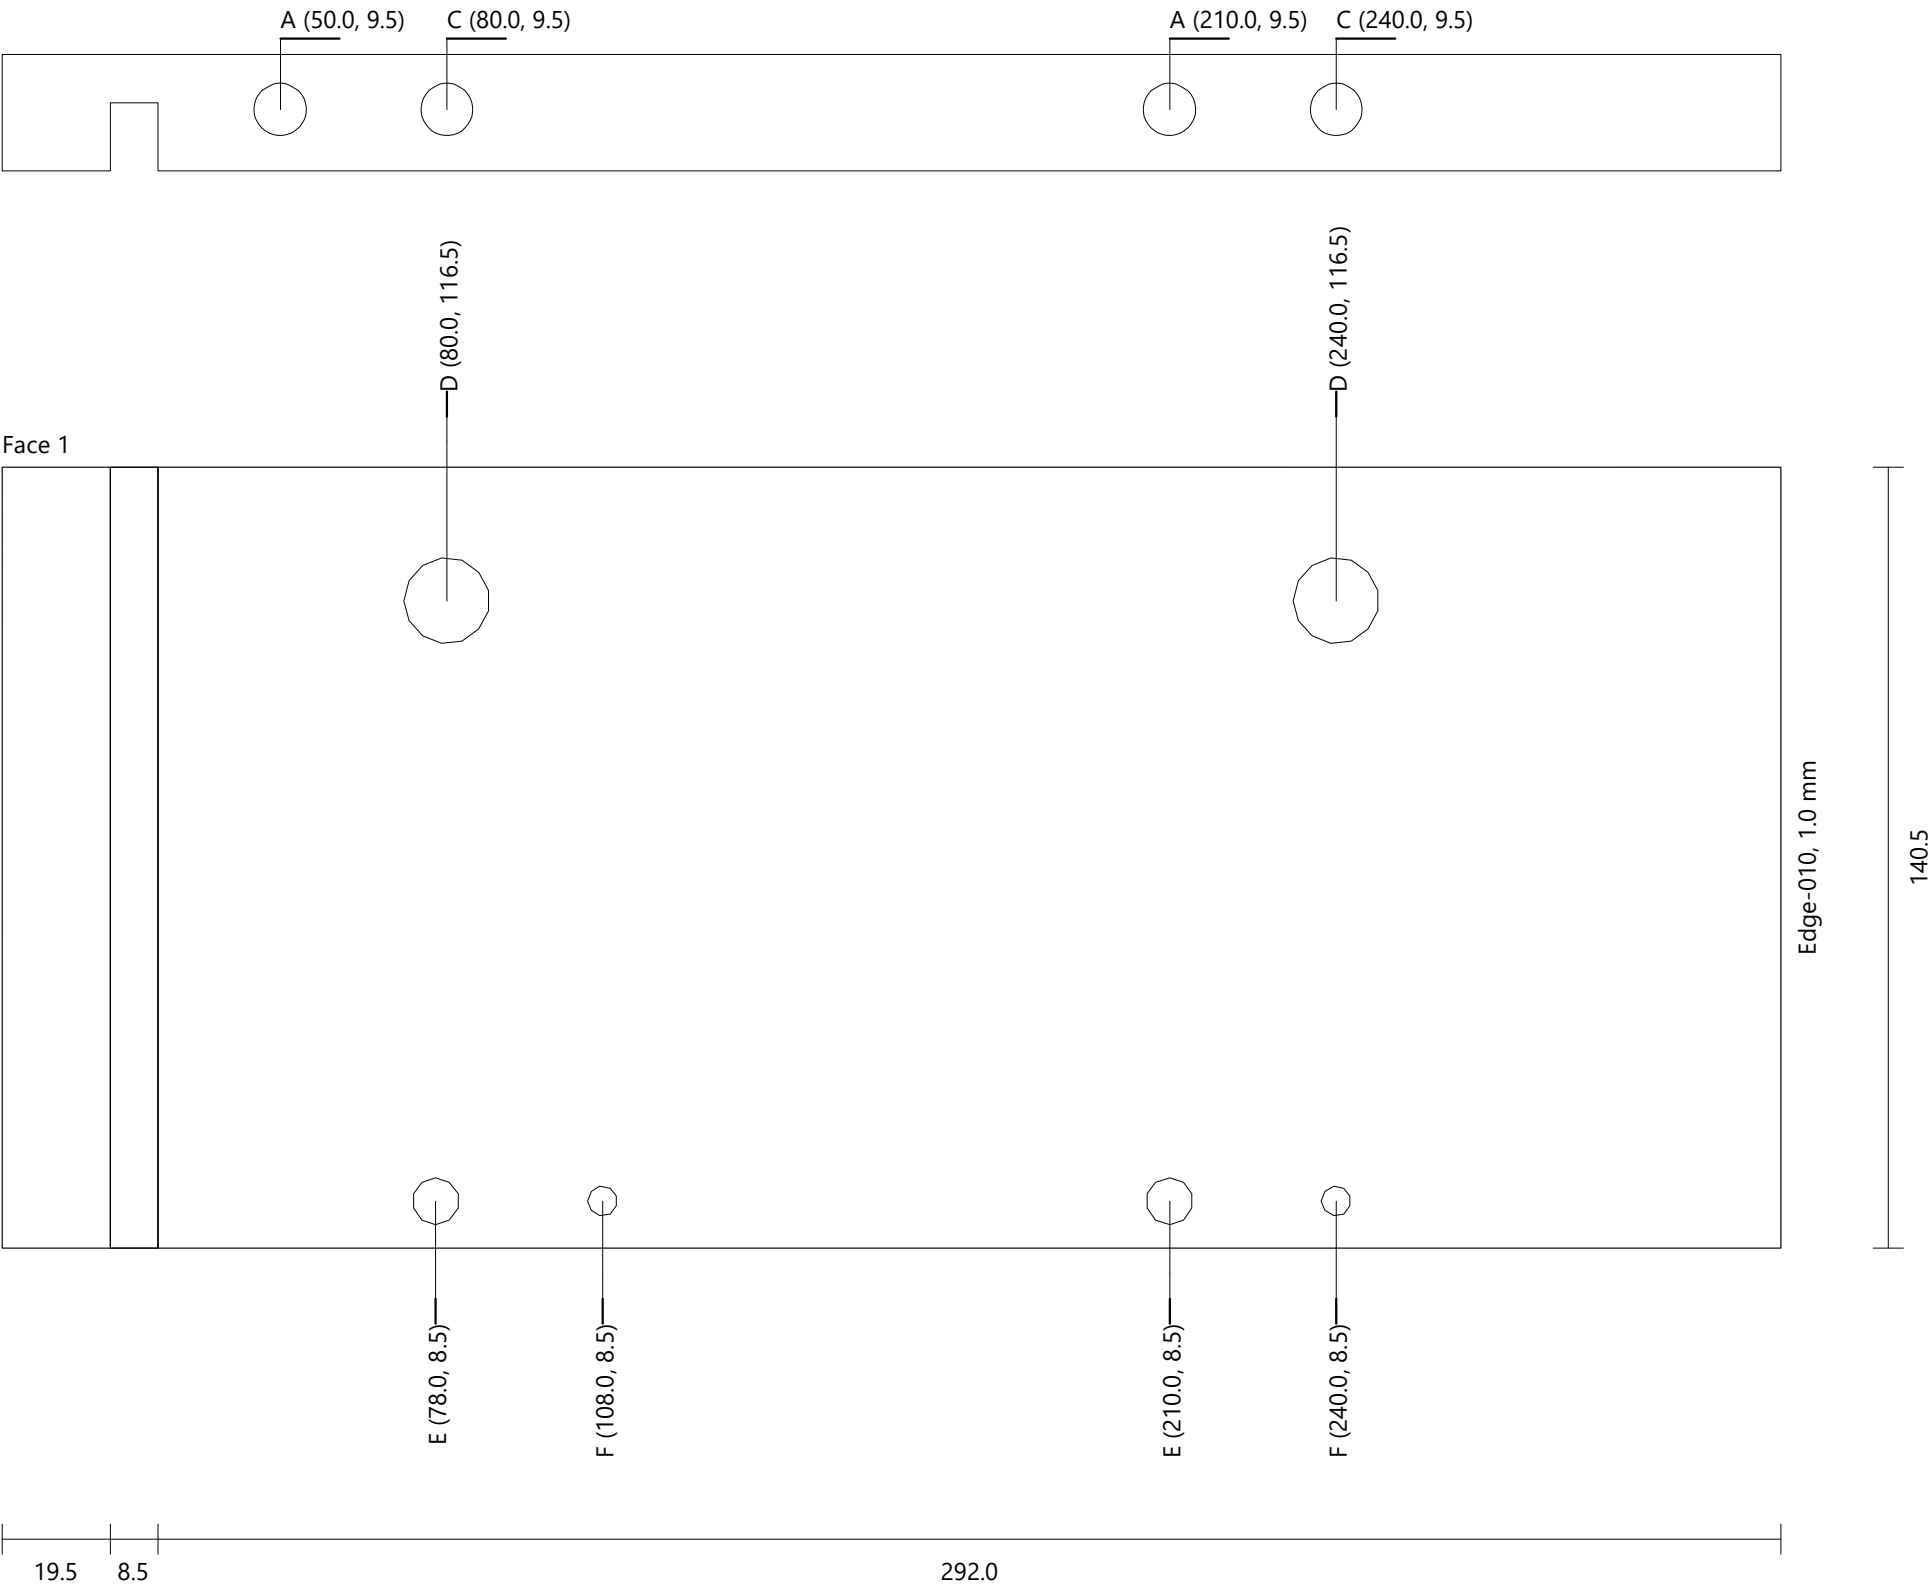 A (50.0, 9.5)
C (80.0, 9.5)
A (210.0, 9.5)
C (240.0, 9.5)
D (80.0, 116.5)
D (240.0, 116.5)
Face 1
Edge-010, 1.0 mm
140.5
E (78.0, 8.5)
F (108.0, 8.5)
E (210.0, 8.5)
F (240.0, 8.5)
19.5
8.5
292.0